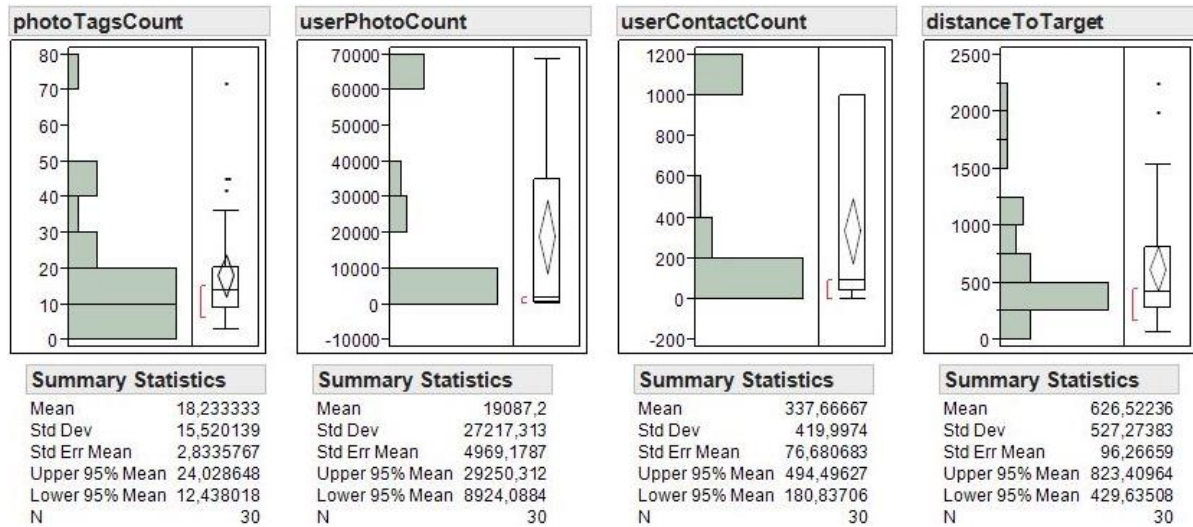 photoTagsCount
80
70
60
50
40
30
20
10
0
Summary Statistics
Mean 18,233333
Std Dev 15,520139
Std Err Mean 2,8335767
Upper 95% Mean 24,028648
Lower 95% Mean 12,438018
N 30
userPhotoCount
70000
60000
50000
40000
30000
20000
10000
0
-10000
Summary Statistics
Mean 19087,2
Std Dev 27217,313
Std Err Mean 4969,1787
Upper 95% Mean 29250,312
Lower 95% Mean 8924,0884
N 30
userContactCount
1200
1000
800
600
400
200
0
-200
Summary Statistics
Mean 337,66667
Std Dev 419,9974
Std Err Mean 76,680683
Upper 95% Mean 494,49627
Lower 95% Mean 180,83706
N 30
distanceToTarget
2500
2000
1500
1000
500
0
Summary Statistics
Mean 626,52236
Std Dev 527,27383
Std Err Mean 96,26659
Upper 95% Mean 823,40964
Lower 95% Mean 429,63508
N 30